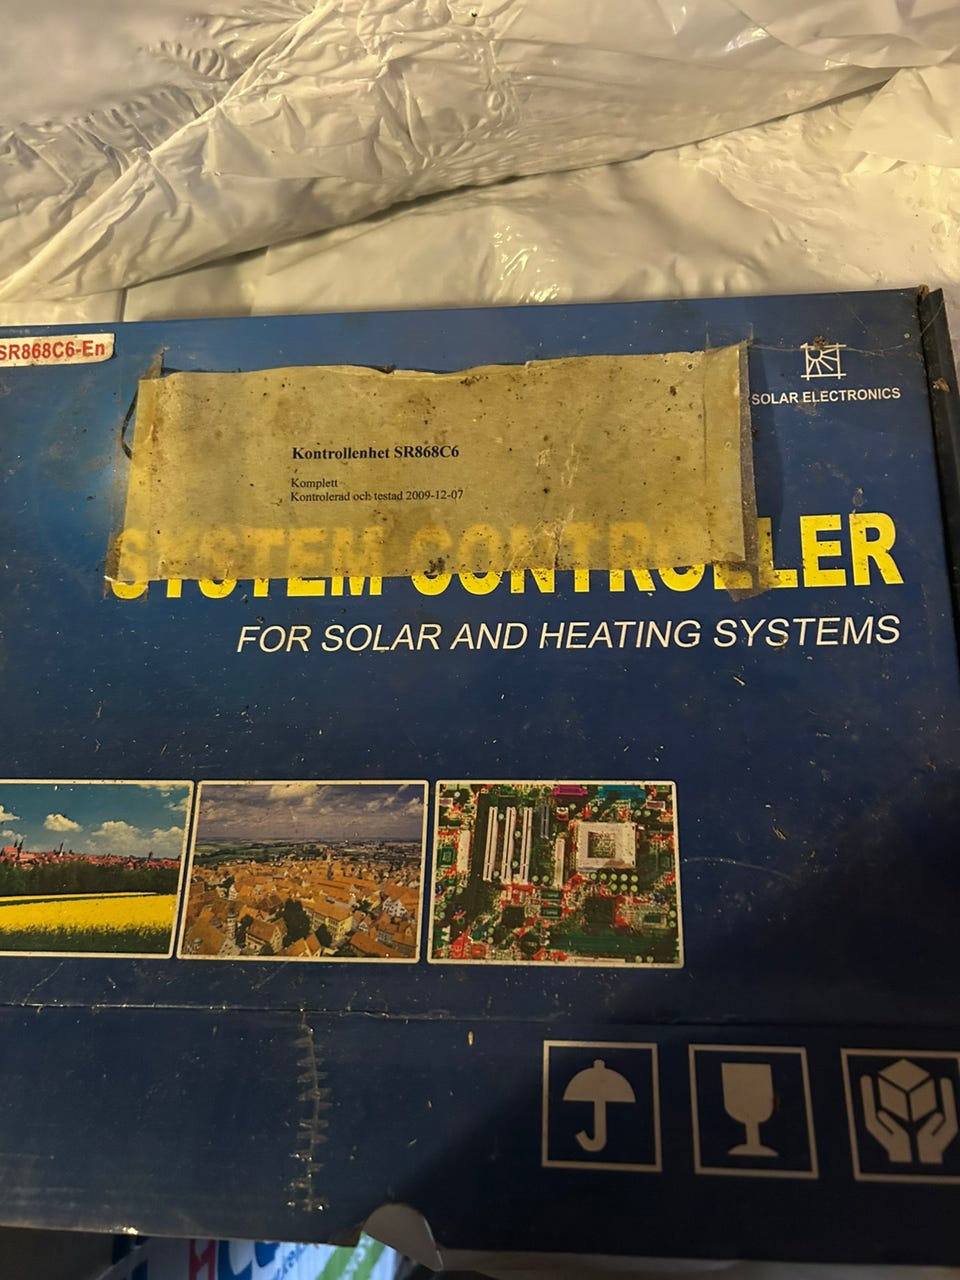 SR868C6-En
SOLAR ELECTRONICS
Kontrollenhet SR868C6
Komplett
Kontrolerad och testad 2009-12-07
SYSTEM CONTROLLER
FOR SOLAR AND HEATING SYSTEMS